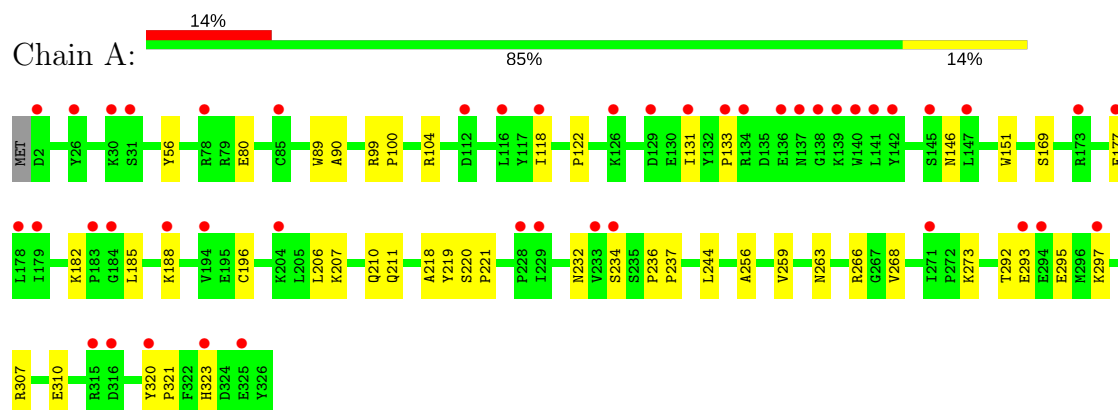 14%
Chain A:
85% 14%
MET D2 Y26 K30 S31 Y56 R78 R79 E80 C85 W89 A90 R99 P100 R104 D112 L116 Y117 I118 P122 K126 D129 E130 I131 Y132 P133 R134 D135 E136 N137 G138 K139 W140 L141 Y142 S145 N146 L147 W151 S169 R173 E177
L178 I179 K182 P183 G184 L185 K188 V194 E195 C196 K204 L205 L206 K207 Q210 Q211 A218 Y219 S220 P221 P228 I229 N232 V233 S234 S235 P236 P237 L244 A256 V259 N263 R266 G267 V268 I271 P272 K273 T292 E293 E294 E295 M296 K297
R307 E310 R315 D316 Y320 P321 F322 H323 D324 E325 Y326